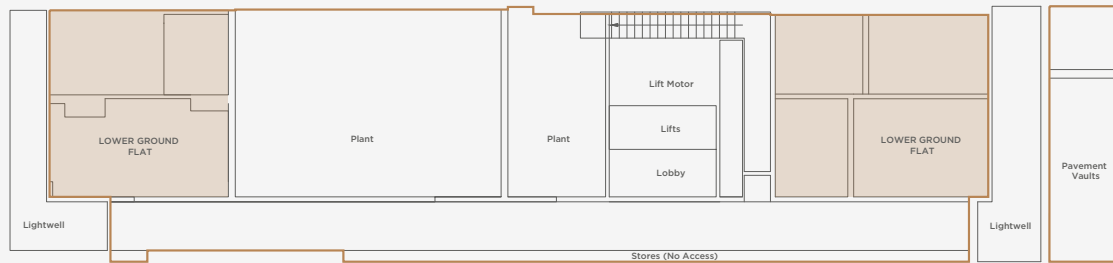 LOWER GROUND
FLAT
Plant
Plant
Lift Motor
Lifts
Lobby
LOWER GROUND
FLAT
Pavement
Vaults
Lightwell
Lightwell
Stores (No Access)